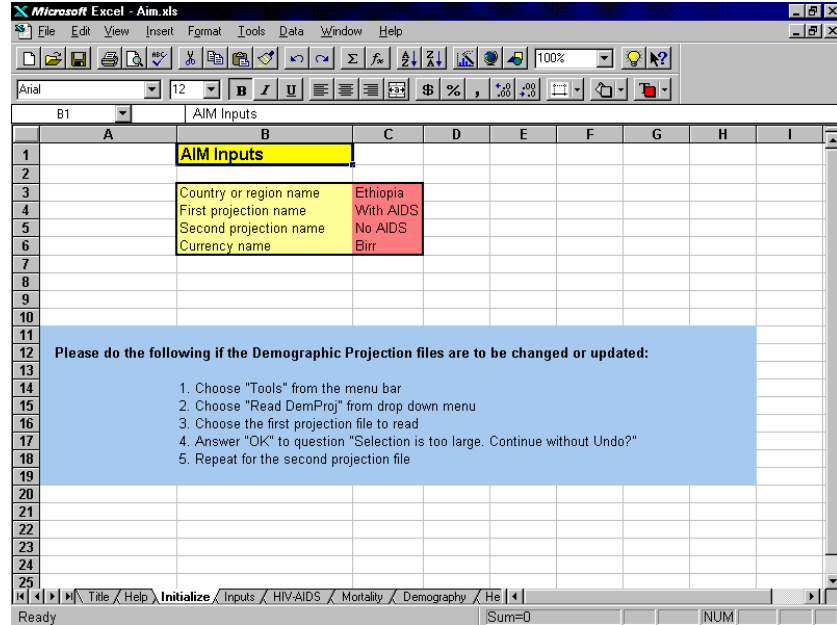 Microsoft Excel - Aim.xls
File Edit View Insert Format Tools Data Window Help
100%
Arial 12 B I U $ % ,
B1 AIM Inputs
A B C D E F G H I
1 AIM Inputs
2
3 Country or region name Ethiopia
4 First projection name With AIDS
5 Second projection name No AIDS
6 Currency name Birr
7
8
9
10
11
12 Please do the following if the Demographic Projection files are to be changed or updated:
13
14 1. Choose "Tools" from the menu bar
15 2. Choose "Read DemProj" from drop down menu
16 3. Choose the first projection file to read
17 4. Answer "OK" to question "Selection is too large. Continue without Undo?"
18 5. Repeat for the second projection file
19
20
21
22
23
24
25
Title Help Initialize Inputs HIV-AIDS Mortality Demography He
Ready Sum=0 NUM